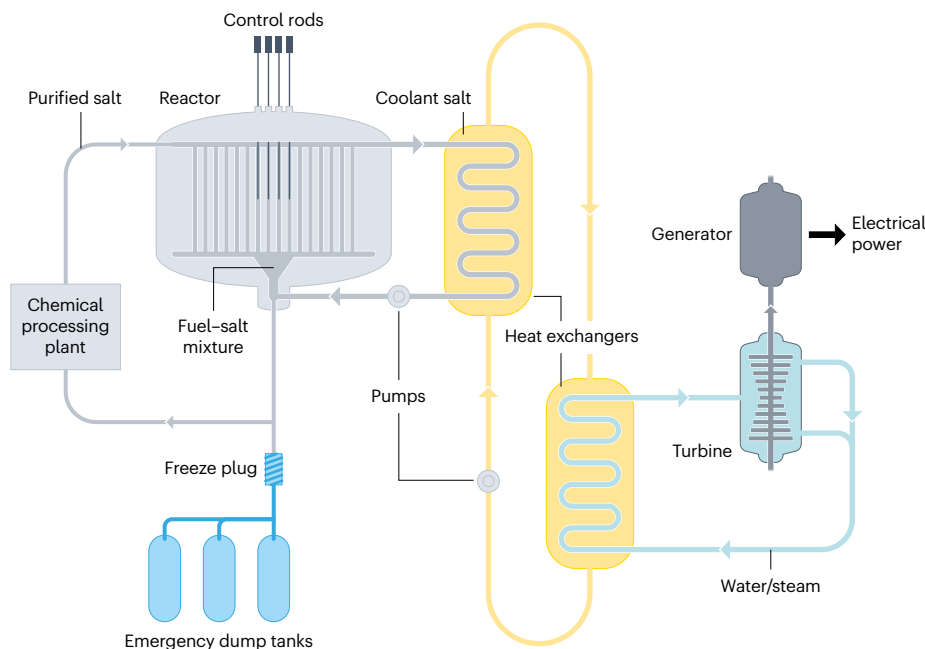 Control rods
Purified salt
Reactor
Coolant salt
Generator
Electrical
power
Chemical
processing
plant
Fuel–salt
mixture
Heat exchangers
Pumps
Turbine
Freeze plug
Water/steam
Emergency dump tanks